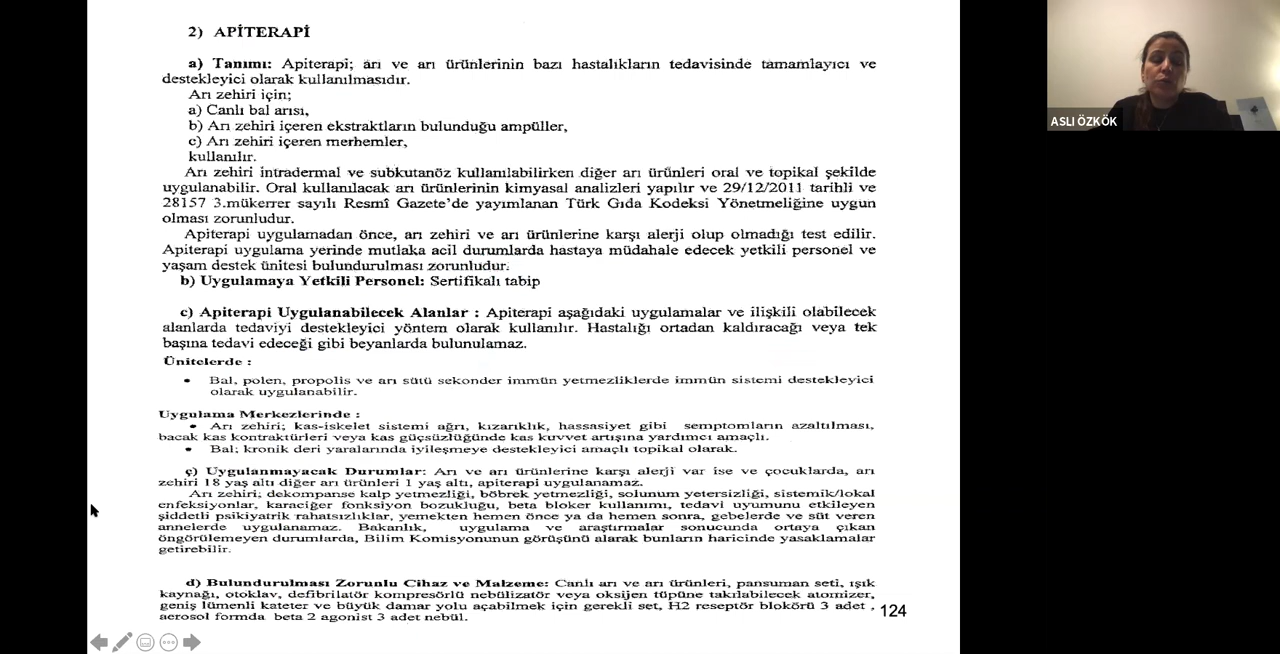 2) APİTERAPİ
a) Tanımı: Apiterapi; arı ve arı ürünlerinin bazı hastalıkların tedavisinde tamamlayıcı ve
destekleyici olarak kullanılmasıdır.
Arı zehiri için;
a) Canlı bal arısı,
b) Arı zehiri içeren ekstraktların bulunduğu ampüller,
c) Arı zehiri içeren merhemler,
kullanılır.
Arı zehiri intradermal ve subkutanöz kullanılabilirken diğer arı ürünleri oral ve topikal şekilde
uygulanabilir. Oral kullanılacak arı ürünlerinin kimyasal analizleri yapılır ve 29/12/2011 tarihli ve
28157 3.mükerrer sayılı Resmî Gazete'de yayımlanan Türk Gıda Kodeksi Yönetmeliğine uygun
olması zorunludur.
Apiterapi uygulamadan önce, arı zehiri ve arı ürünlerine karşı alerji olup olmadığı test edilir.
Apiterapi uygulama yerinde mutlaka acil durumlarda hastaya müdahale edecek yetkili personel ve
yaşam destek ünitesi bulundurulması zorunludur.
b) Uygulamaya Yetkili Personel: Sertifikalı tabip
c) Apiterapi Uygulanabilecek Alanlar : Apiterapi aşağıdaki uygulamalar ve ilişkili olabilecek
alanlarda tedaviyi destekleyici yöntem olarak kullanılır. Hastalığı ortadan kaldıracağı veya tek
başına tedavi edeceği gibi beyanlarda bulunulamaz.
Ünitelerde :
• Bal, polen, propolis ve arı sütü sekonder immün yetmezliklerde immün sistemi destekleyici
olarak uygulanabilir.
Uygulama Merkezlerinde :
• Arı zehiri; kas-iskelet sistemi ağrı, kızarıklık, hassasiyet gibi semptomların azaltılması,
bacak kas kontraktürleri veya kas güçsüzlüğünde kas kuvvet artışına yardımcı amaçlı.
• Bal; kronik deri yaralarında iyileşmeye destekleyici amaçlı topikal olarak.
ç) Uygulanmayacak Durumlar: Arı ve arı ürünlerine karşı alerji var ise ve çocuklarda, arı
zehiri 18 yaş altı diğer arı ürünleri 1 yaş altı, apiterapi uygulanamaz.
Arı zehiri; dekompanse kalp yetmezliği, böbrek yetmezliği, solunum yetersizliği, sistemik/lokal
enfeksiyonlar, karaciğer fonksiyon bozukluğu, beta bloker kullanımı, tedavi uyumunu etkileyen
şiddetli psikiyatrik rahatsızlıklar, yemekten hemen önce ya da hemen sonra, gebelerde ve süt veren
annelerde uygulanamaz. Bakanlık, uygulama ve araştırmalar sonucunda ortaya çıkan
öngörülemeyen durumlarda, Bilim Komisyonunun görüşünü alarak bunların haricinde yasaklamalar
getirebilir.
d) Bulundurulması Zorunlu Cihaz ve Malzeme: Canlı arı ve arı ürünleri, pansuman seti, ışık
kaynağı, otoklav, defibrilatör kompresörlü nebülizatör veya oksijen tüpüne takılabilecek atomizer,
geniş lümenli kateter ve büyük damar yolu açabilmek için gerekli set, H2 reseptör blokörü 3 adet ,
aerosol formda beta 2 agonist 3 adet nebül.
124
ASLI ÖZKÖK